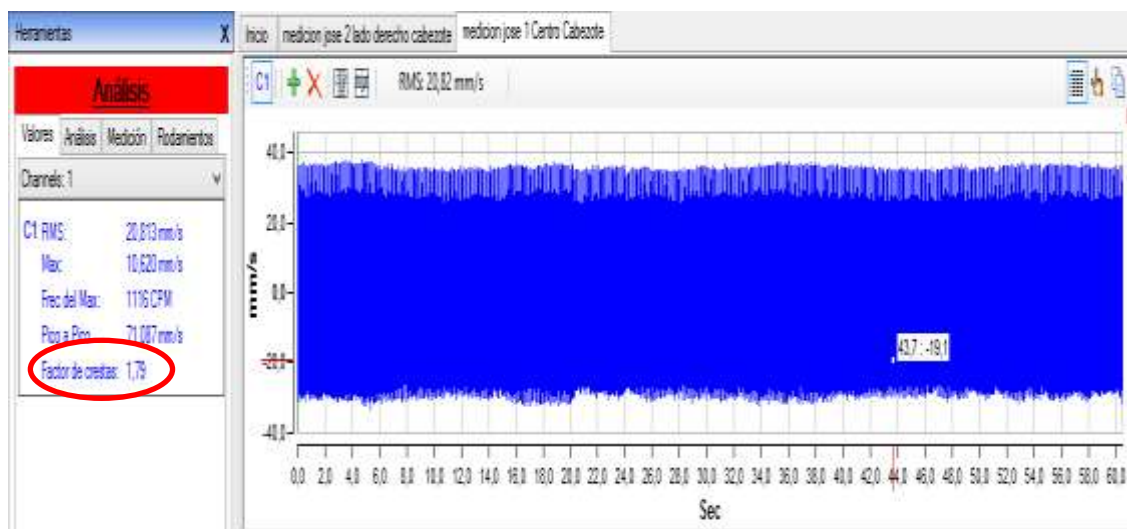 Herramientas X
Inicio medicion jose 2 lado derecho cabezote medicion jose 1 Centro Cabezote
Análisis
C1 RMS: 20,82 mm/s
Valores Análisis Medición Rodamientos
Channels: 1
C1 RMS: 20,813 mm/s
Max: 10,620 mm/s
Frec del Max: 1116 CPM
Pico a Pico 71,087 mm/s
Factor de crestas: 1,79
40,0
20,0
0,0
-20,0
-40,0
mm/s
43,7 : -19,1
0,0 2,0 4,0 6,0 8,0 10,0 12,0 14,0 16,0 18,0 20,0 22,0 24,0 26,0 28,0 30,0 32,0 34,0 36,0 38,0 40,0 42,0 44,0 46,0 48,0 50,0 52,0 54,0 56,0 58,0 60,0
Sec